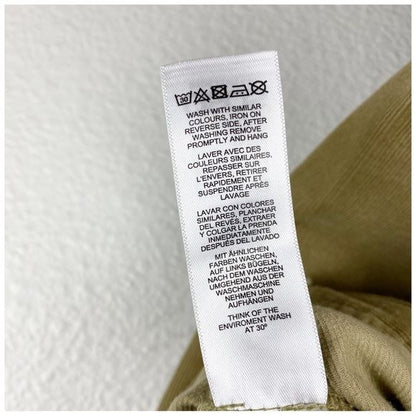 30
WASH WITH SIMILAR
COLOURS, IRON ON
REVERSE SIDE, AFTER
WASHING REMOVE
PROMPTLY AND HANG
LAVER AVEC DES
COULEURS SIMILAIRES,
REPASSER SUR
L'ENVERS, RETIRER
RAPIDEMENT ET
SUSPENDRE APRÈS
LAVAGE
LAVAR CON COLORES
SIMILARES, PLANCHAR
DEL REVÉS, EXTRAER
Y COLGAR LA PRENDA
INMEDIATAMENTE
DESPUÉS DEL LAVADO
MIT ÄHNLICHEN
FARBEN WASCHEN,
AUF LINKS BÜGELN,
NACH DEM WASCHEN
UMGEHEND AUS DER
WASCHMASCHINE
NEHMEN UND
AUFHÄNGEN
THINK OF THE
ENVIROMENT WASH
AT 30°